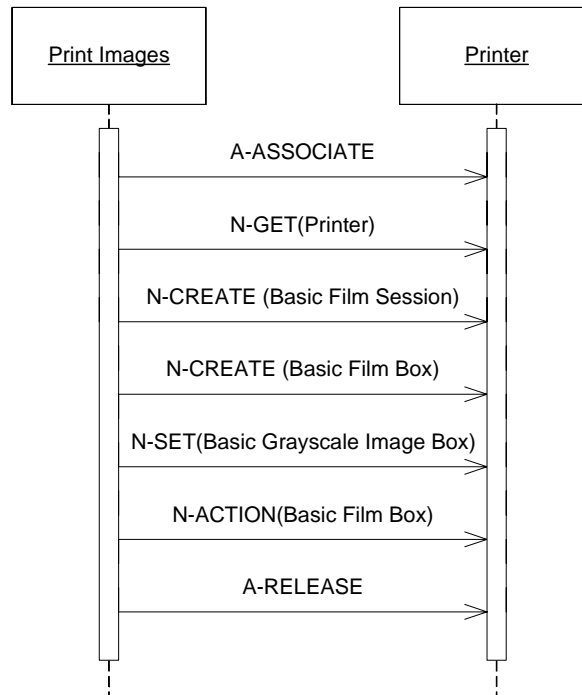 Print Images
Printer
A-ASSOCIATE
N-GET(Printer)
N-CREATE (Basic Film Session)
N-CREATE (Basic Film Box)
N-SET(Basic Grayscale Image Box)
N-ACTION(Basic Film Box)
A-RELEASE